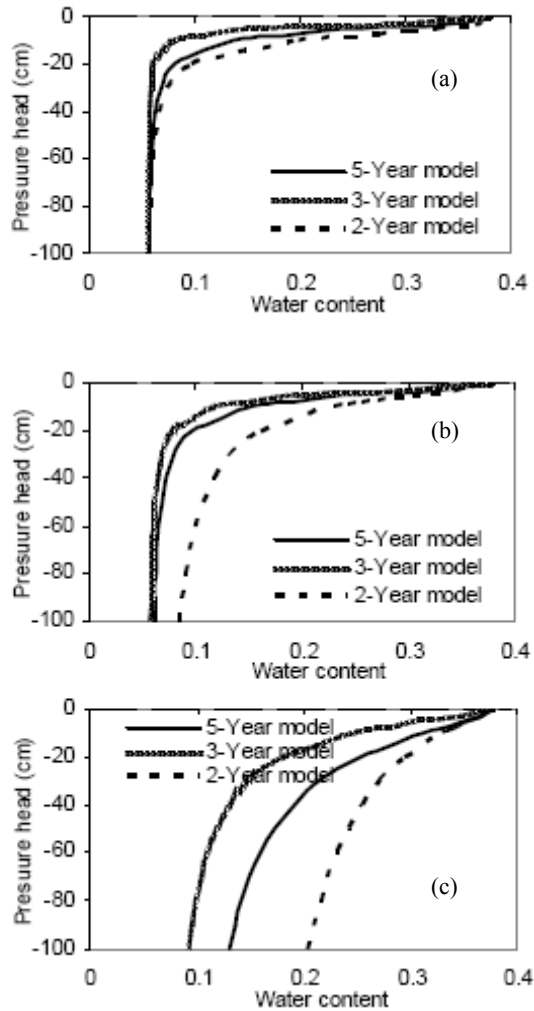 0
-20
-40
-60
-80
-100
Presuure head (cm)
(a)
5-Year model
3-Year model
2-Year model
0 0.1 0.2 0.3 0.4
Water content
0
-20
-40
-60
-80
-100
Presuure head (cm)
(b)
5-Year model
3-Year model
2-Year model
0 0.1 0.2 0.3 0.4
Water content
0
-20
-40
-60
-80
-100
Presuure head (cm)
5-Year model
3-Year model
2-Year model
(c)
0 0.1 0.2 0.3 0.4
Water content